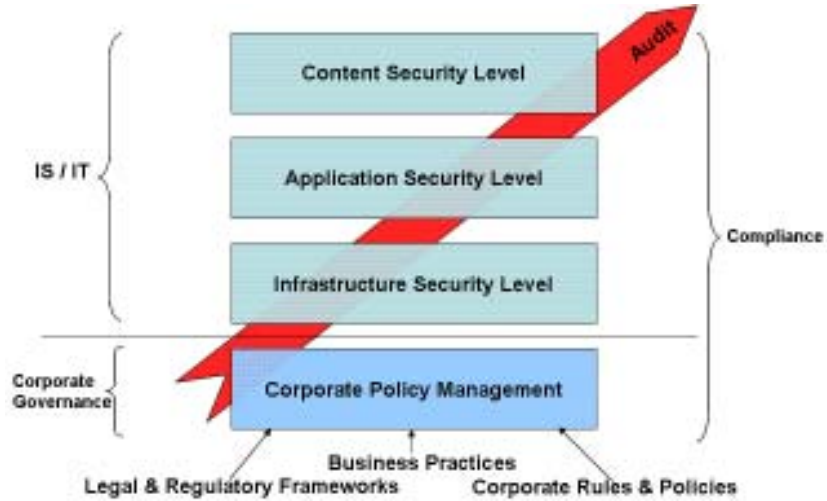 Audit
Content Security Level
IS / IT
Application Security Level
Compliance
Infrastructure Security Level
Corporate
Governance
Corporate Policy Management
Business Practices
Legal & Regulatory Frameworks
Corporate Rules & Policies